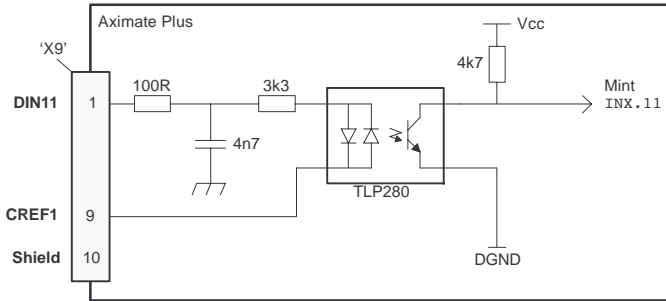 Aximate Plus
Vcc
'X9'
4k7
100R
3k3
Mint
DIN11
1
INX.11
4n7
TLP280
CREF1
9
Shield
10
DGND